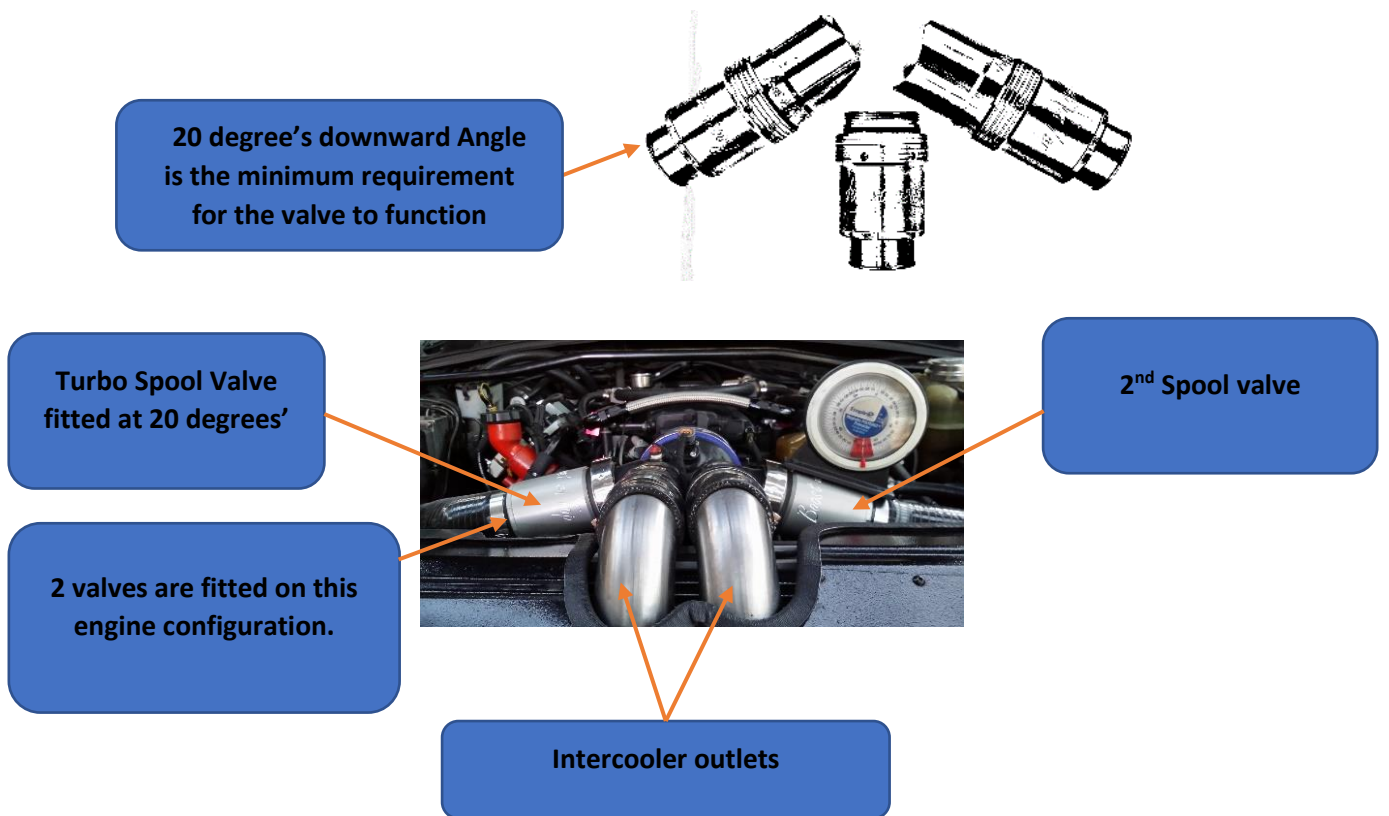 20 degree’s downward Angle
is the minimum requirement
for the valve to function
Turbo Spool Valve
fitted at 20 degrees’
2nd Spool valve
2 valves are fitted on this
engine configuration.
Intercooler outlets